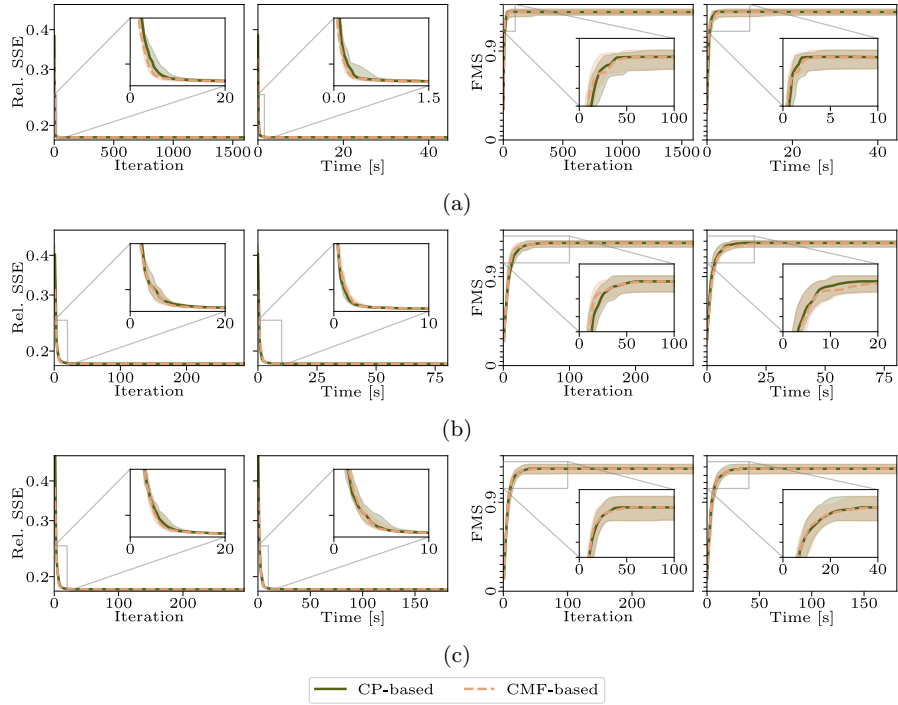 Rel. SSE
0.4
0.3
0.2
0 20
0.0 1.5
0 500 1000 1500
Iteration
20 40
Time [s]
FMS
0.9
0
0 50 100
0 5 10
0 500 1000 1500
Iteration
0 20 40
Time [s]
(a)
Rel. SSE
0.4
0.3
0.2
0 20
0 10
0 200
Iteration
0 25 50 75
Time [s]
FMS
0.9
0
0 50 100
0 10 20
0 100 200
Iteration
0 25 50 75
Time [s]
(b)
Rel. SSE
0.4
0.3
0.2
0 20
0 10
0 200
Iteration
0 50 100 150
Time [s]
FMS
0.9
0
0 50 100
0 20 40
0 100 200
Iteration
0 50 100 150
Time [s]
(c)
CP-based CMF-based